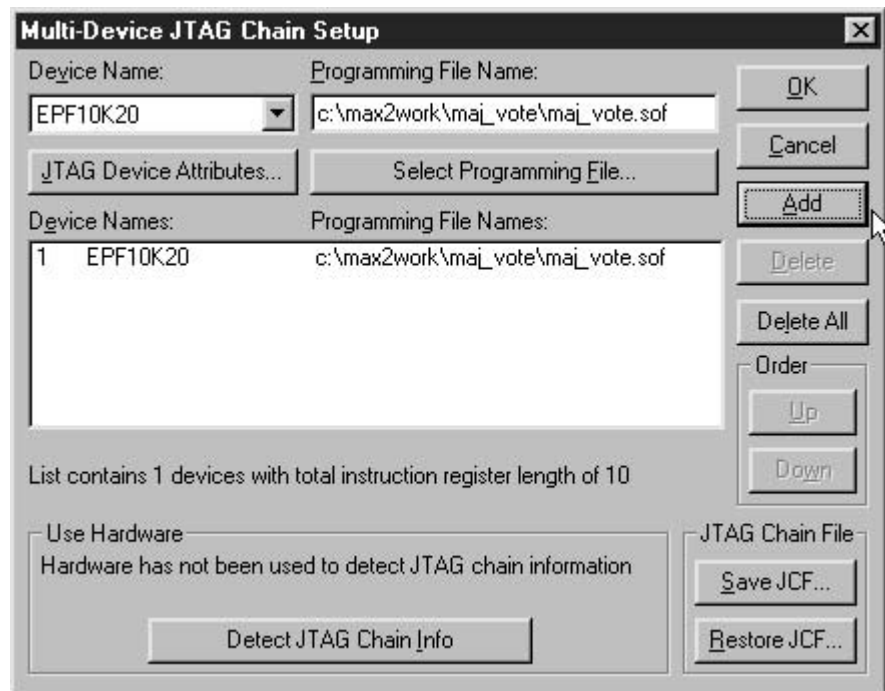 Multi-Device JTAG Chain Setup
Device Name:
Programming File Name:
EPF10K20
c:\max2work\maj_vote\maj_vote.sof
OK
Cancel
JTAG Device Attributes...
Select Programming File...
Add
Device Names:
Programming File Names:
1 EPF10K20 c:\max2work\maj_vote\maj_vote.sof
Delete
Delete All
Order
Up
Down
List contains 1 devices with total instruction register length of 10
Use Hardware
Hardware has not been used to detect JTAG chain information
Detect JTAG Chain Info
JTAG Chain File
Save JCF...
Restore JCF...